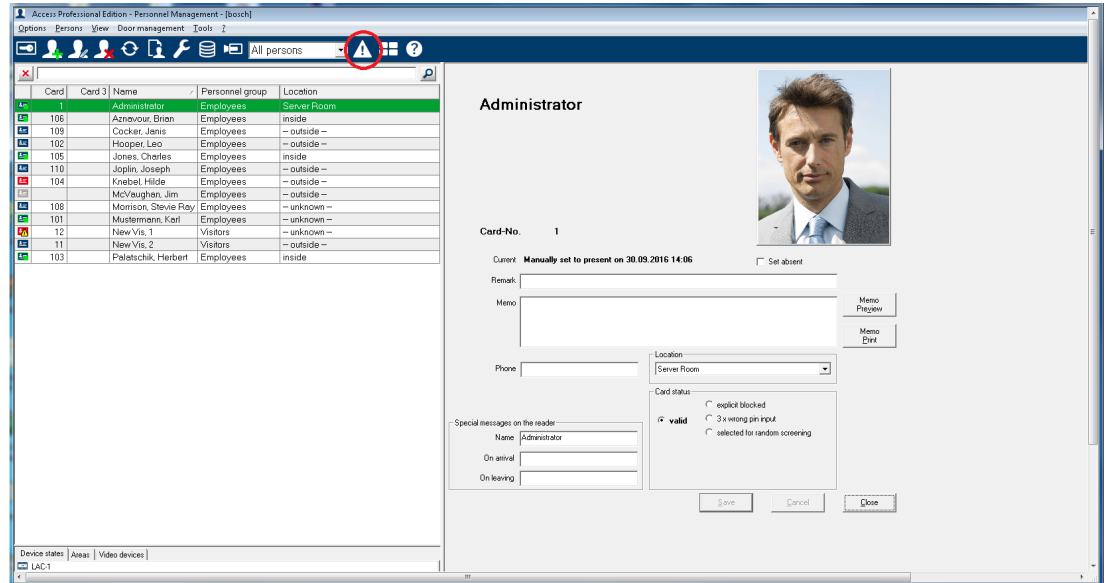 Access Professional Edition - Personnel Management - [bosch]
Options Persons View Door management Tools ?
All persons
Card Card 3 Name Personnel group Location
1 Administrator Employees Server Room
106 Aznavour, Brian Employees inside
109 Cocker, Janis Employees – outside –
102 Hooper, Leo Employees – outside –
105 Jones, Charles Employees inside
110 Joplin, Joseph Employees – outside –
104 Knebel, Hilde Employees – outside –
McVaughan, Jim Employees – outside –
108 Morrison, Stevie Ray Employees – unknown –
101 Mustermann, Karl Employees – unknown –
12 New Vis, 1 Visitors – unknown –
11 New Vis, 2 Visitors – outside –
103 Palatschik, Herbert Employees inside
Device states Areas Video devices
LAC-1
Administrator
Card-No. 1
Current Manually set to present on 30.09.2016 14:06
Set absent
Remark
Memo
Memo
Preview
Memo
Print
Phone
Location
Server Room
Card status
valid
explicit blocked
3 x wrong pin input
selected for random screening
Special messages on the reader
Name Administrator
On arrival
On leaving
Save Cancel Close